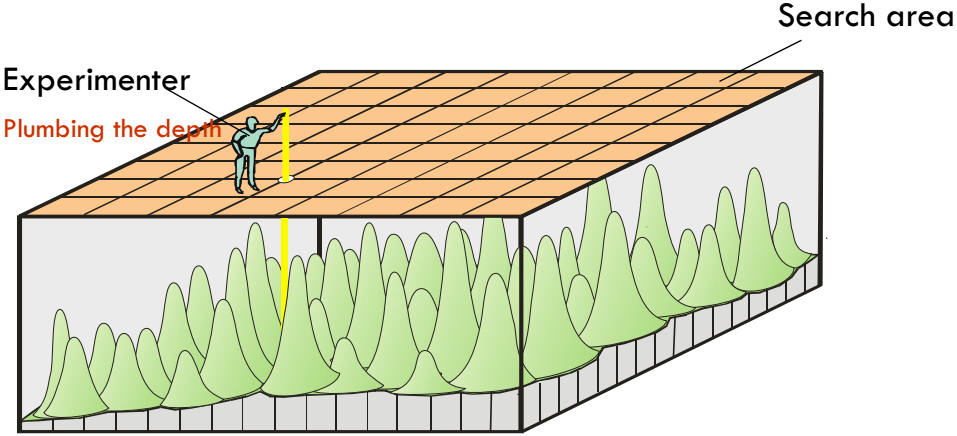 Search area
Experimenter
Plumbing the depth